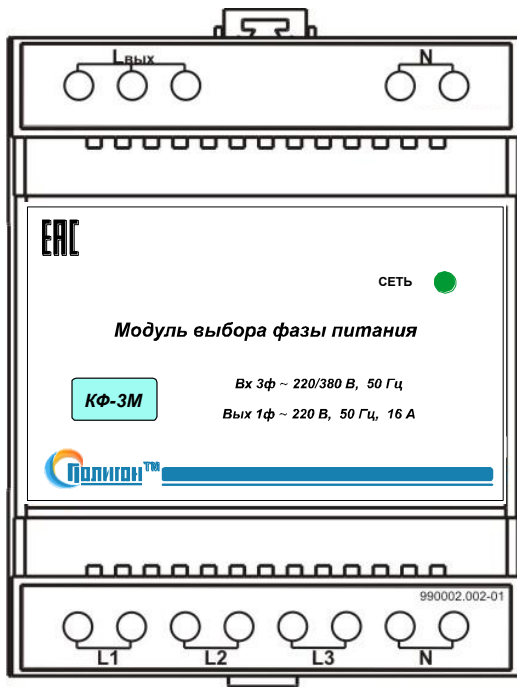 Lвых N
ЕАС
СЕТЬ
Модуль выбора фазы питания
КФ-3М
Вх 3ф ~ 220/380 В, 50 Гц
Вых 1ф ~ 220 В, 50 Гц, 16 А
Полигон™
990002.002-01
L1 L2 L3 N